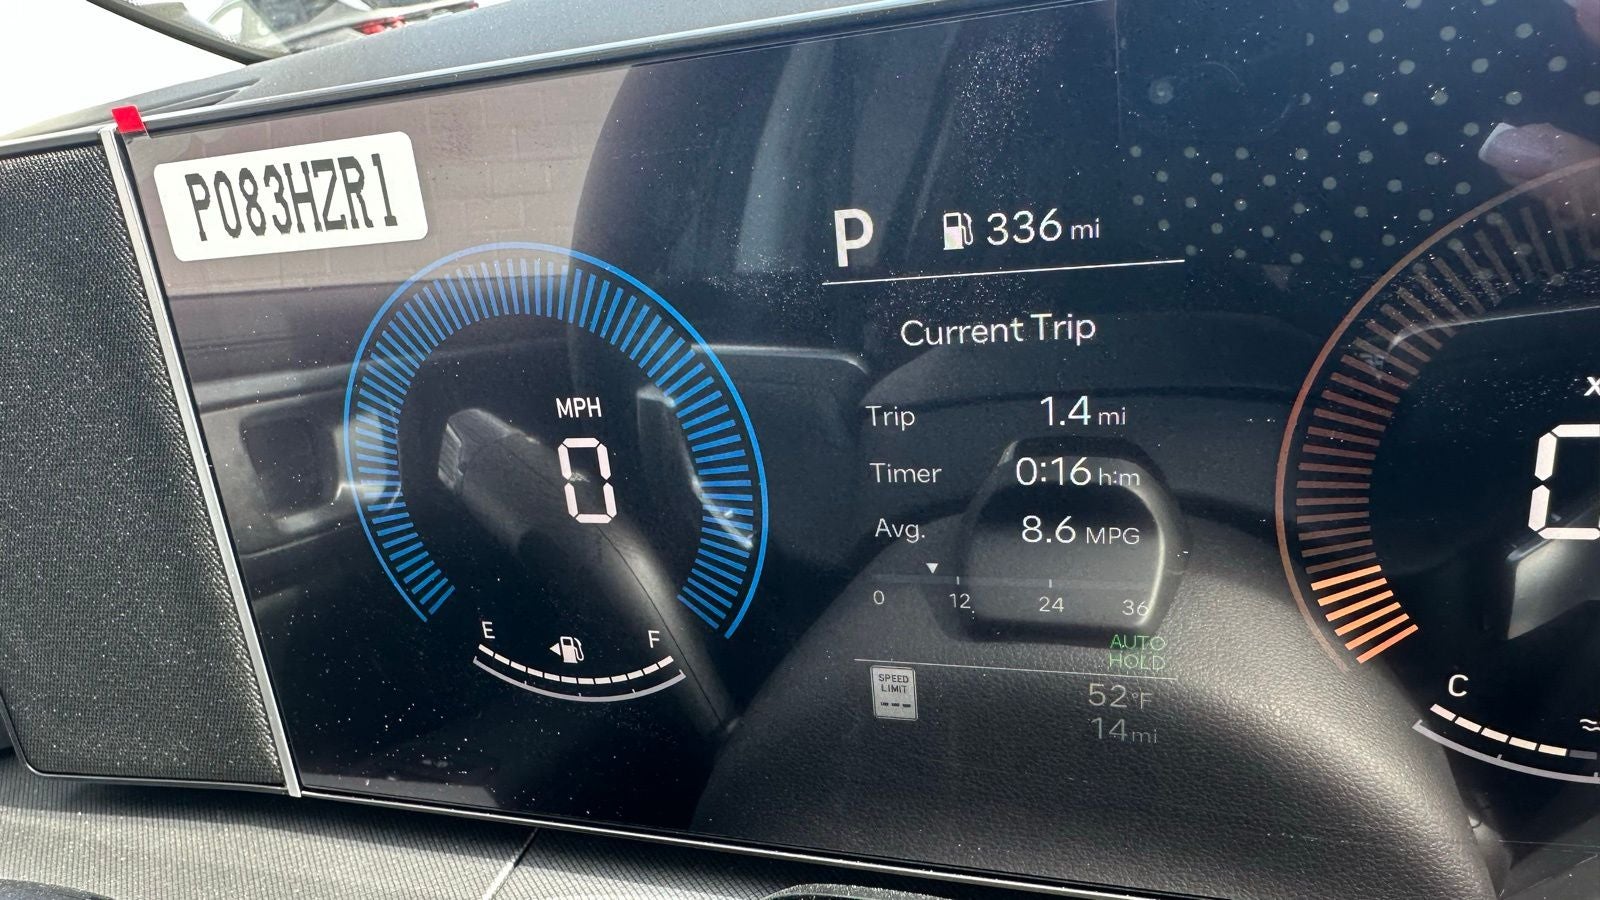 P083HZR1
P 336 mi
Current Trip
Trip 1.4 mi
Timer 0:16 h:m
Avg. 8.6 MPG
0 12 24 36
MPH
0
E F
AUTO
HOLD
SPEED
LIMIT
---
52 °F
14 mi
C